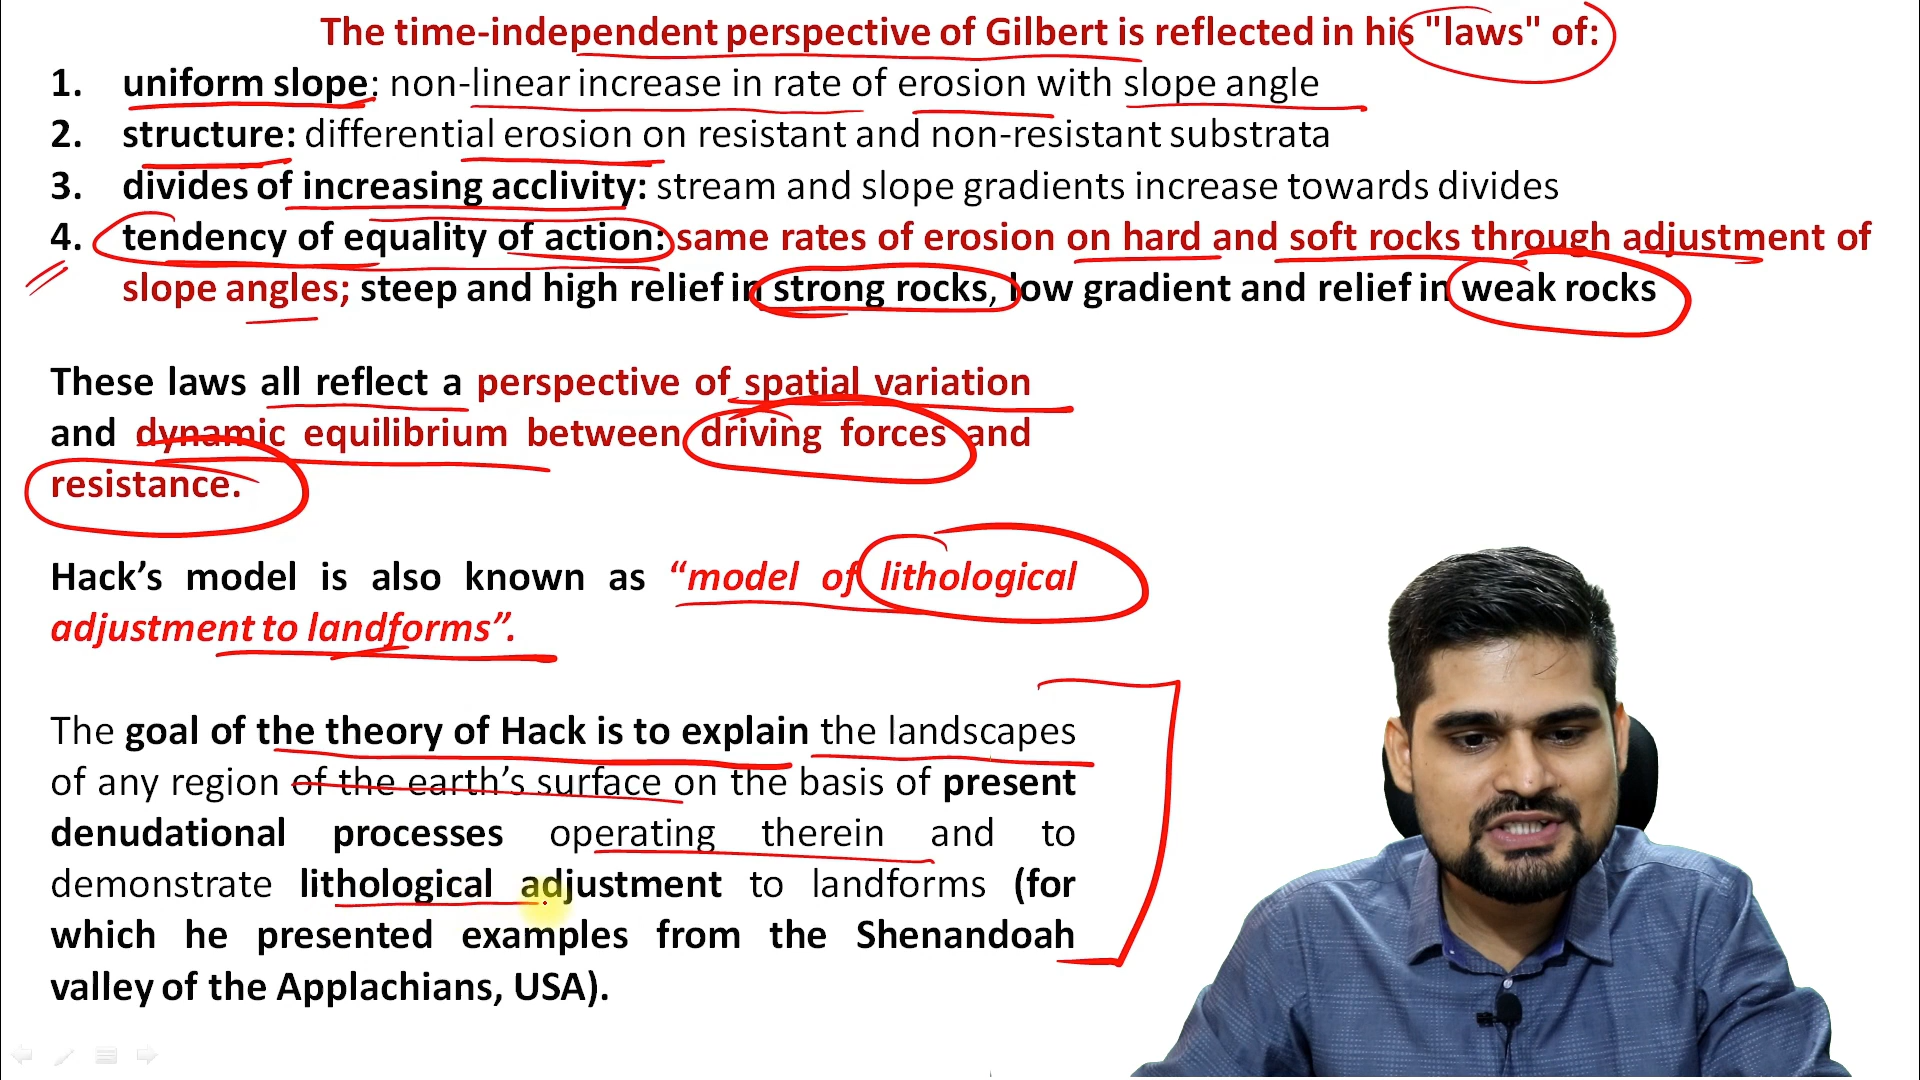 The time-independent perspective of Gilbert is reflected in his "laws" of:
1. uniform slope: non-linear increase in rate of erosion with slope angle
2. structure: differential erosion on resistant and non-resistant substrata
3. divides of increasing acclivity: stream and slope gradients increase towards divides
4. tendency of equality of action: same rates of erosion on hard and soft rocks through adjustment of
slope angles; steep and high relief in strong rocks, low gradient and relief in weak rocks
These laws all reflect a perspective of spatial variation
and dynamic equilibrium between driving forces and
resistance.
Hack’s model is also known as “model of lithological
adjustment to landforms”.
The goal of the theory of Hack is to explain the landscapes
of any region of the earth’s surface on the basis of present
denudational processes operating therein and to
demonstrate lithological adjustment to landforms (for
which he presented examples from the Shenandoah
valley of the Applachians, USA).